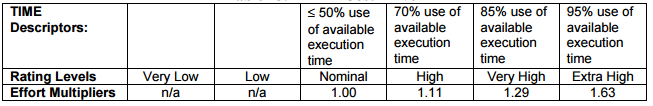 TIME Descriptors: ≤ 50% use of available execution time 70% use of available execution time 85% use of available execution time 95% use of available execution time
Rating Levels Very Low Low Nominal High Very High Extra High
Effort Multipliers n/a n/a 1.00 1.11 1.29 1.63